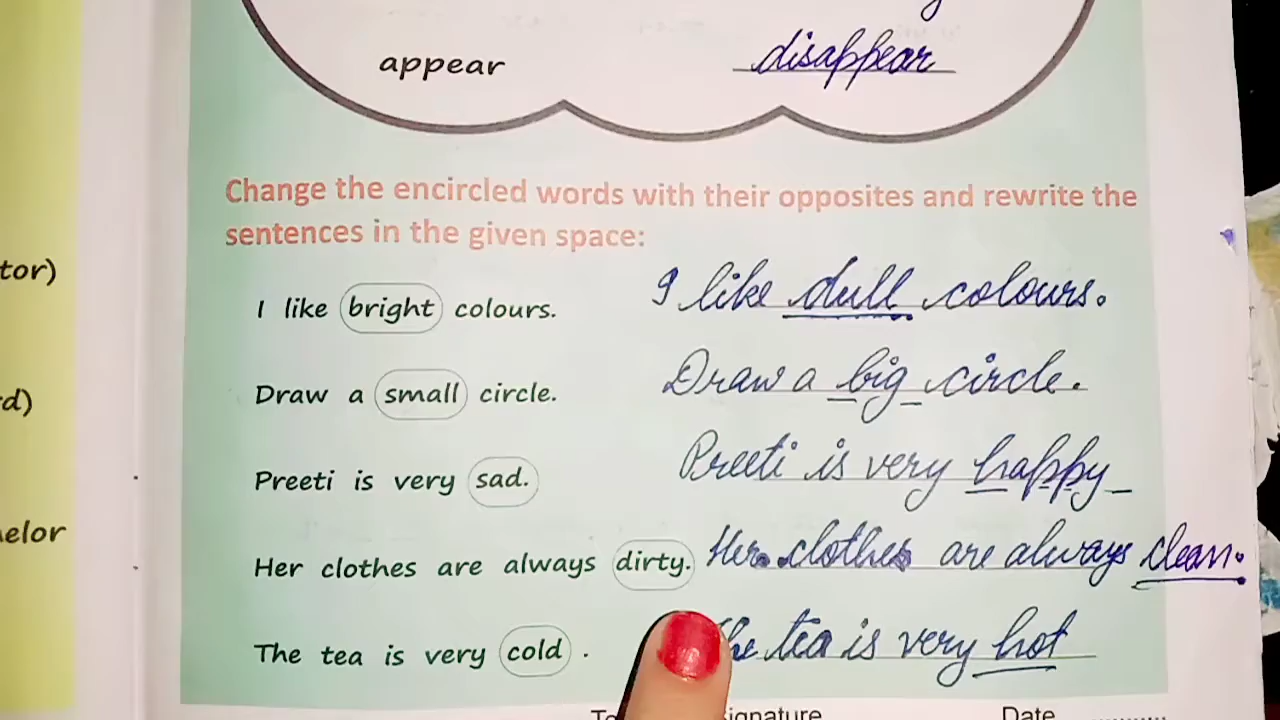 appear disappear
Change the encircled words with their opposites and rewrite the
sentences in the given space:
tor)
I like bright colours. I like dull colours.
d)
Draw a small circle. Draw a big circle.
Preeti is very sad. Preeti is very happy
elor
Her clothes are always dirty. Her clothes are always clean.
The tea is very cold . he tea is very hot
ignature Date ............